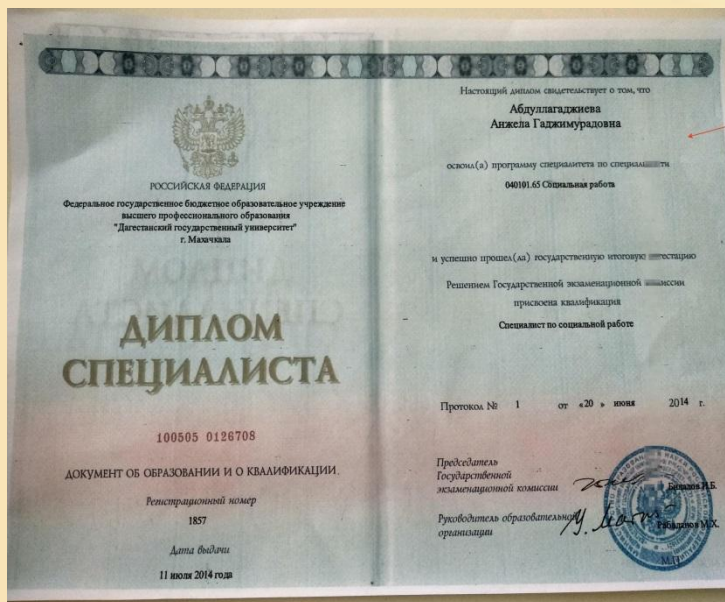 РОССИЙСКАЯ ФЕДЕРАЦИЯ
Федеральное государственное бюджетное образовательное учреждение
высшего профессионального образования
"Дагестанский государственный университет"
г. Махачкала
ДИПЛОМ
СПЕЦИАЛИСТА
100505 0126708
ДОКУМЕНТ ОБ ОБРАЗОВАНИИ И О КВАЛИФИКАЦИИ
Регистрационный номер
1857
Дата выдачи
11 июля 2014 года
Настоящий диплом свидетельствует о том, что
Абдуллагаджиева
Анжела Гаджимурадовна
освоил(а) программу специалитета по
040101.65 Социальная работа
и успешно прошел(ла) государственную итоговую
Решением Государственной экзаменационной
присвоена квалификация
Специалист по социальной работе
Протокол № 1 от «20 » июня 2014 г.
Председатель
Государственной
экзаменационной комиссии
Руководитель образовательной
организации
Рабаданов М.Х.
М.П.